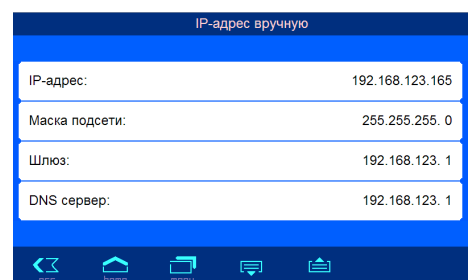 IP-адрес вручную
IP-адрес: 192.168.123.165
Маска подсети: 255.255.255. 0
Шлюз: 192.168.123. 1
DNS сервер: 192.168.123. 1